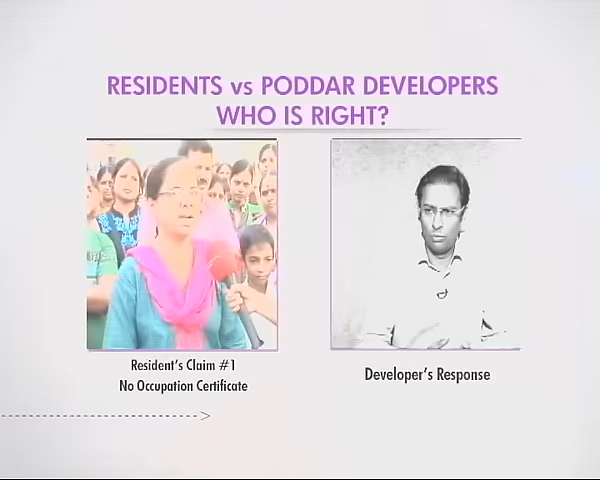 RESIDENTS vs PODDAR DEVELOPERS
WHO IS RIGHT?
Resident's Claim #1
No Occupation Certificate
Developer's Response